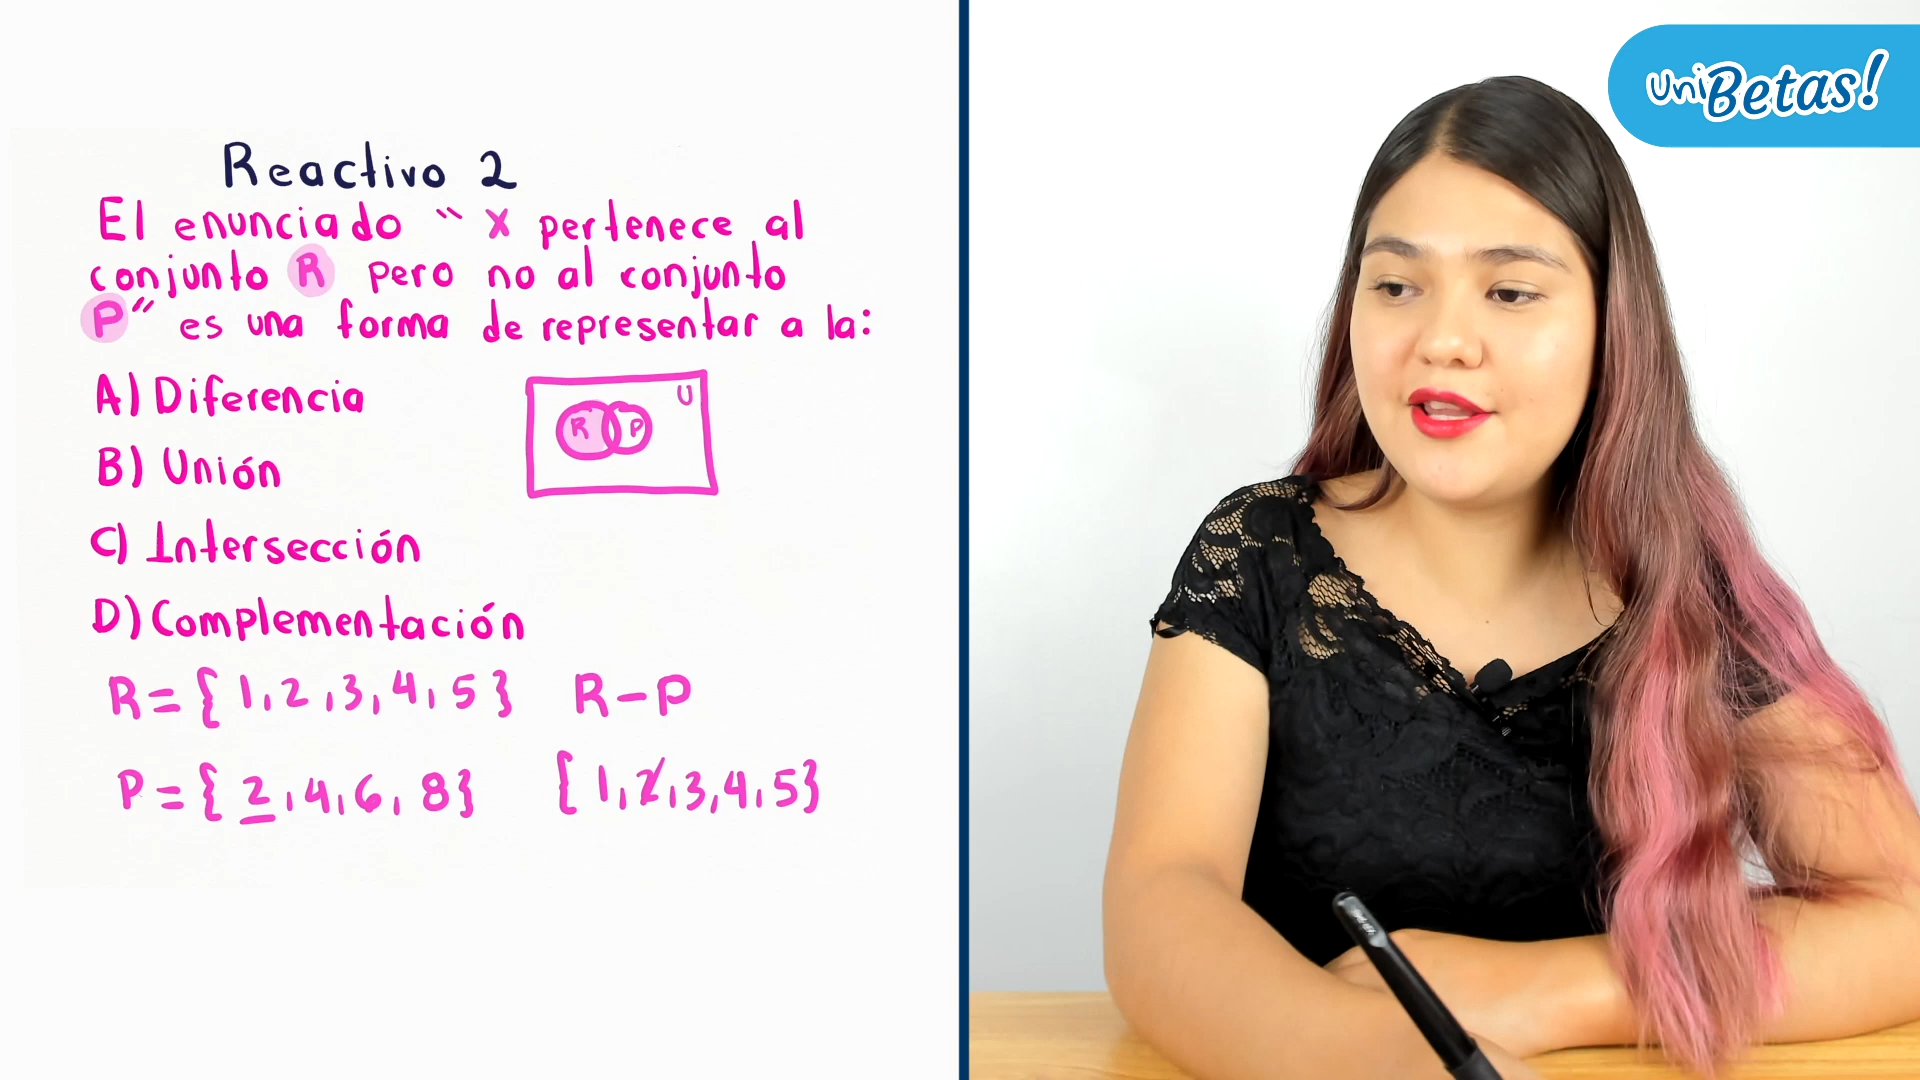 Reactivo 2
El enunciado " X pertenece al
conjunto R pero no al conjunto
P" es una forma de representar a la:
A) Diferencia
B) Unión
C) Intersección
D) Complementación
U
R P
R = { 1, 2, 3, 4, 5 } R - P
P = { 2, 4, 6, 8 } { 1, 2, 3, 4, 5 }
uniBetas!